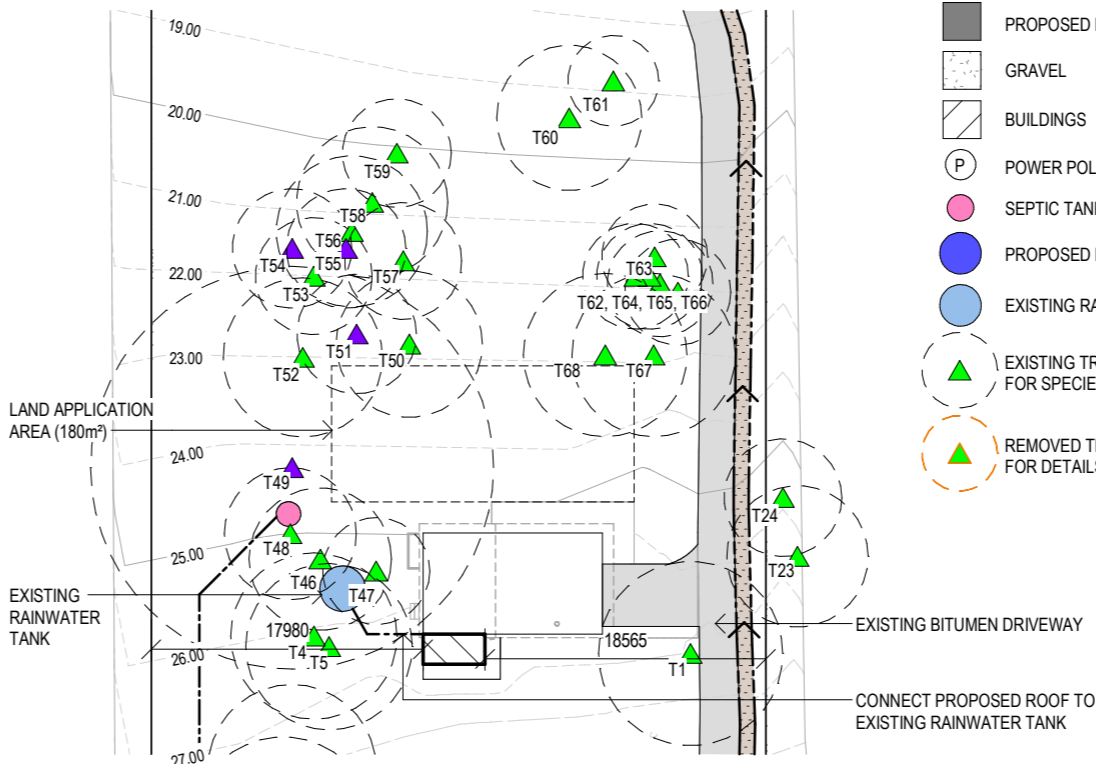 19.00
20.00
21.00
22.00
23.00
24.00
25.00
26.00
27.00
T61
T60
T59
T58
T56
T55
T54
T53
T57
T63
T62, T64, T65, T66
T51
T50
T52
T68
T67
LAND APPLICATION
AREA (180m²)
T49
T48
T46
T47
T24
T23
EXISTING
RAINWATER
TANK
17980
T4
T5
18565
T1
EXISTING BITUMEN DRIVEWAY
CONNECT PROPOSED ROOF TO
EXISTING RAINWATER TANK
PROPOSED
GRAVEL
BUILDINGS
P
POWER POL
SEPTIC TAN
PROPOSED
EXISTING RA
EXISTING TR
FOR SPECIE
REMOVED T
FOR DETAILS